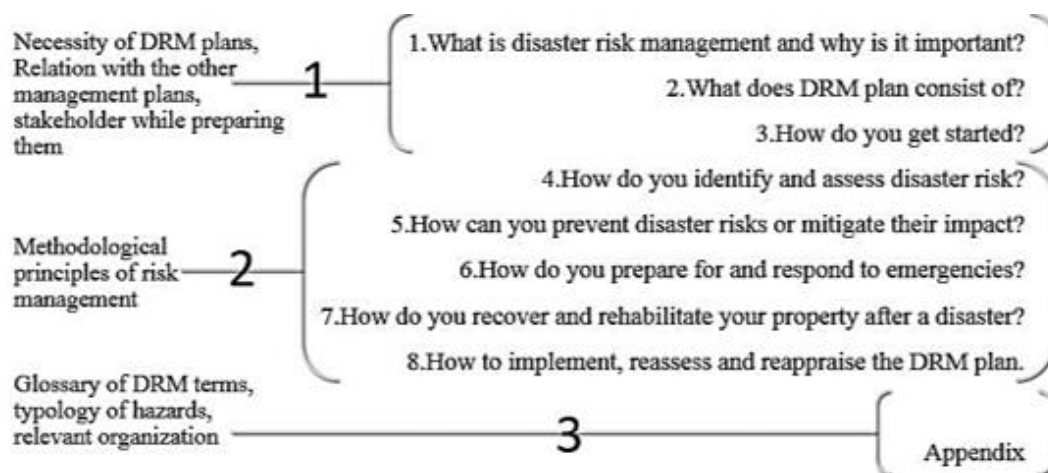 Necessity of DRM plans,
Relation with the other
management plans,
stakeholder while preparing
them
1
1.What is disaster risk management and why is it important?
2.What does DRM plan consist of?
3.How do you get started?
Methodological
principles of risk
management
2
4.How do you identify and assess disaster risk?
5.How can you prevent disaster risks or mitigate their impact?
6.How do you prepare for and respond to emergencies?
7.How do you recover and rehabilitate your property after a disaster?
8.How to implement, reassess and reappraise the DRM plan.
Glossary of DRM terms,
typology of hazards,
relevant organization
3
Appendix